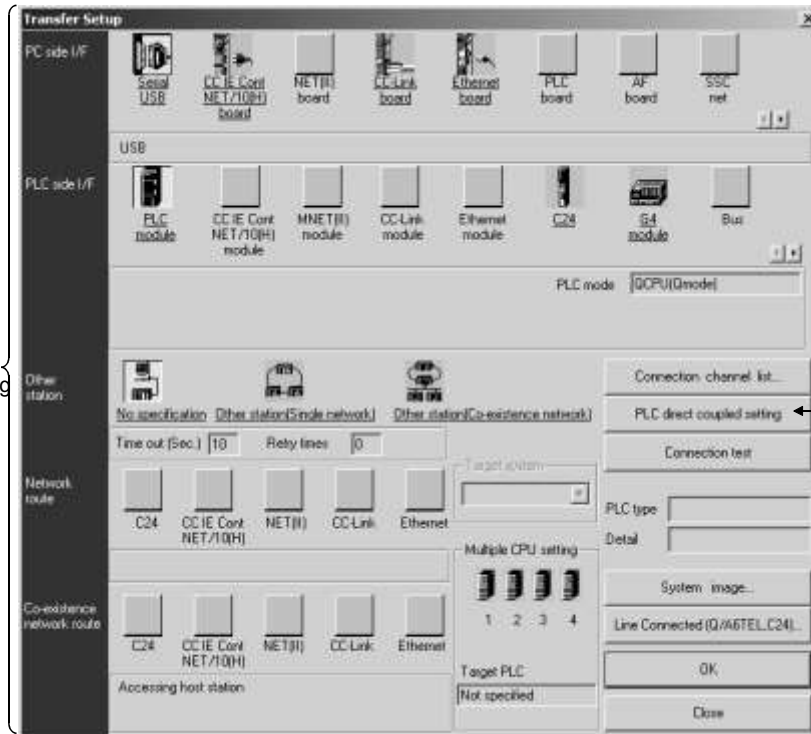 Transfer Setup
PC side I/F
Serial USB
CC IE Cont NET/10(H) board
NET(II) board
CC-Link board
Ethernet board
PLC board
AF board
SSC net
USB
PLC side I/F
PLC module
CC IE Cont NET/10(H) module
MNET(II) module
CC-Link module
Ethernet module
C24
G4 module
Bus
PLC mode QCPU(Qmode)
Other station
No specification
Other station(Single network)
Other station(Co-existence network)
Time out (Sec.) 10 Retry times 0
Connection channel list...
PLC direct coupled setting
Connection test
Network route
C24
CC IE Cont NET/10(H)
NET(II)
CC-Link
Ethernet
Target system
PLC type
Detail
Multiple CPU setting
1 2 3 4
Target PLC
Not specified
System image...
Line Connected (Q/A6TEL,C24)...
OK
Close
Co-existence network route
C24
CC IE Cont NET/10(H)
NET(II)
CC-Link
Ethernet
Accessing host station
g